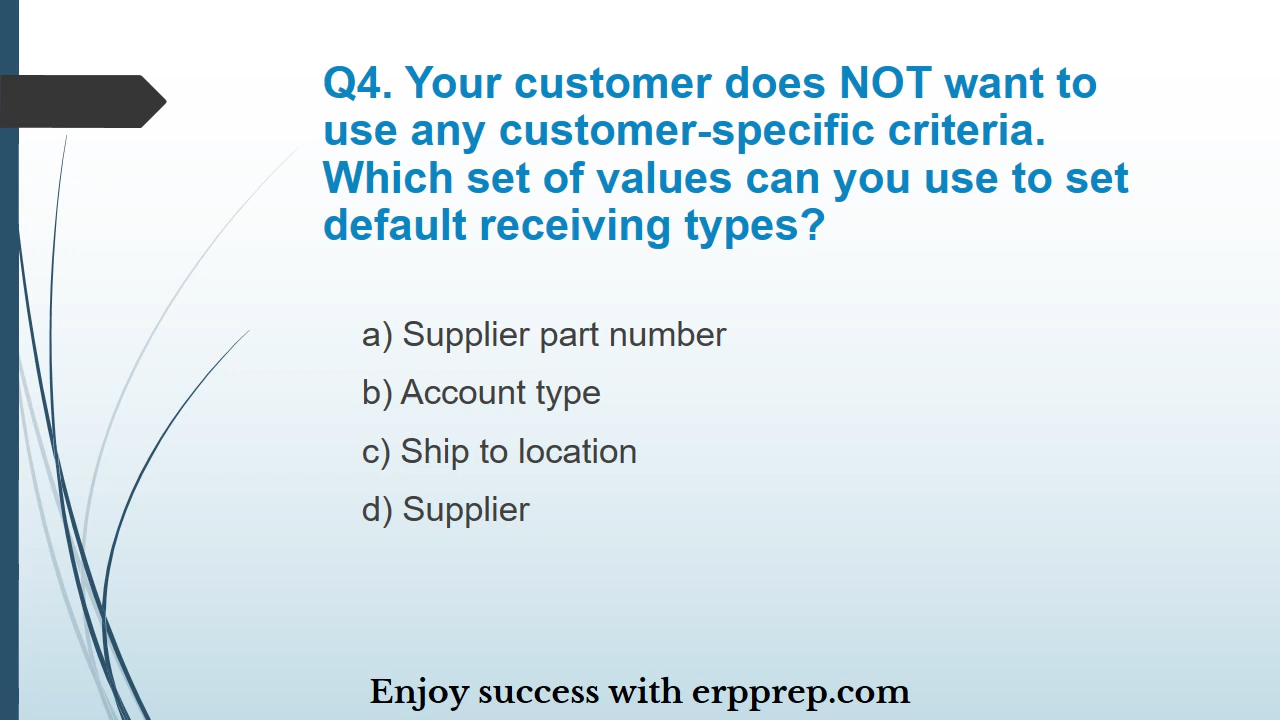 Q4. Your customer does NOT want to
use any customer-specific criteria.
Which set of values can you use to set
default receiving types?
a) Supplier part number
b) Account type
c) Ship to location
d) Supplier
Enjoy success with erpprep.com